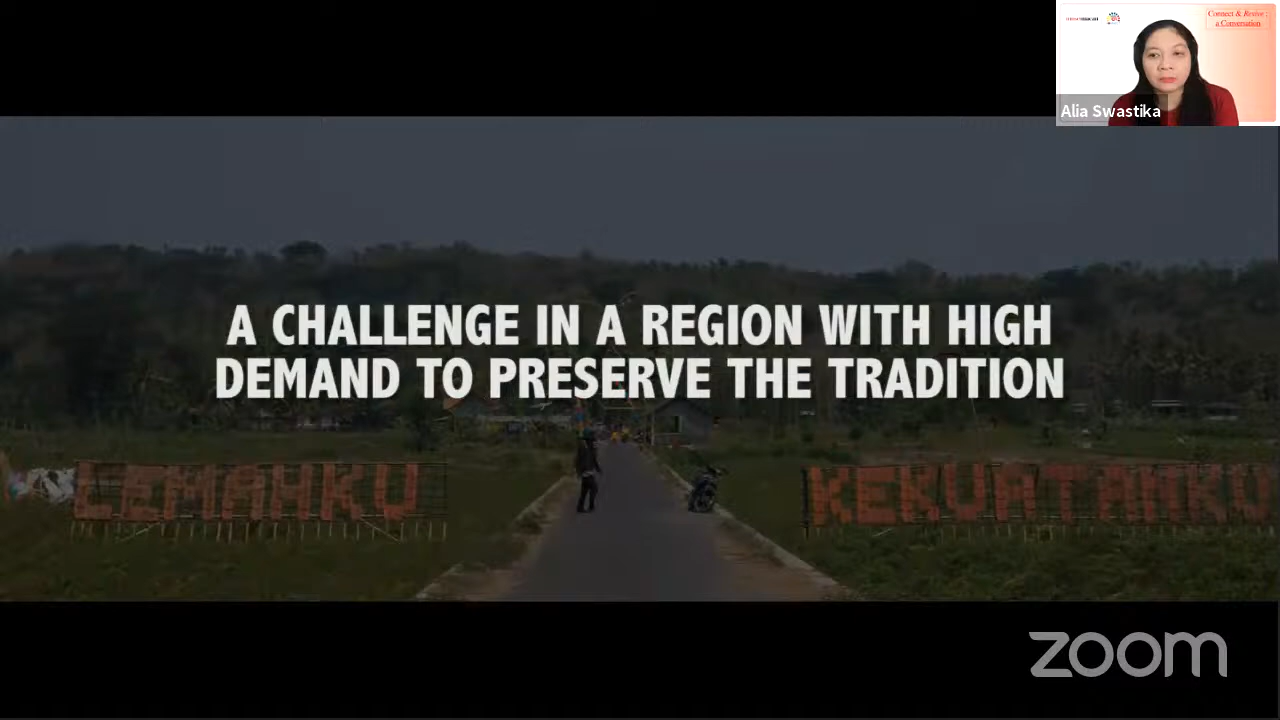 Connect & Revive :
a Conversation
Alia Swastika
A CHALLENGE IN A REGION WITH HIGH
DEMAND TO PRESERVE THE TRADITION
LEMAHKU
KEKUATANKU
zoom